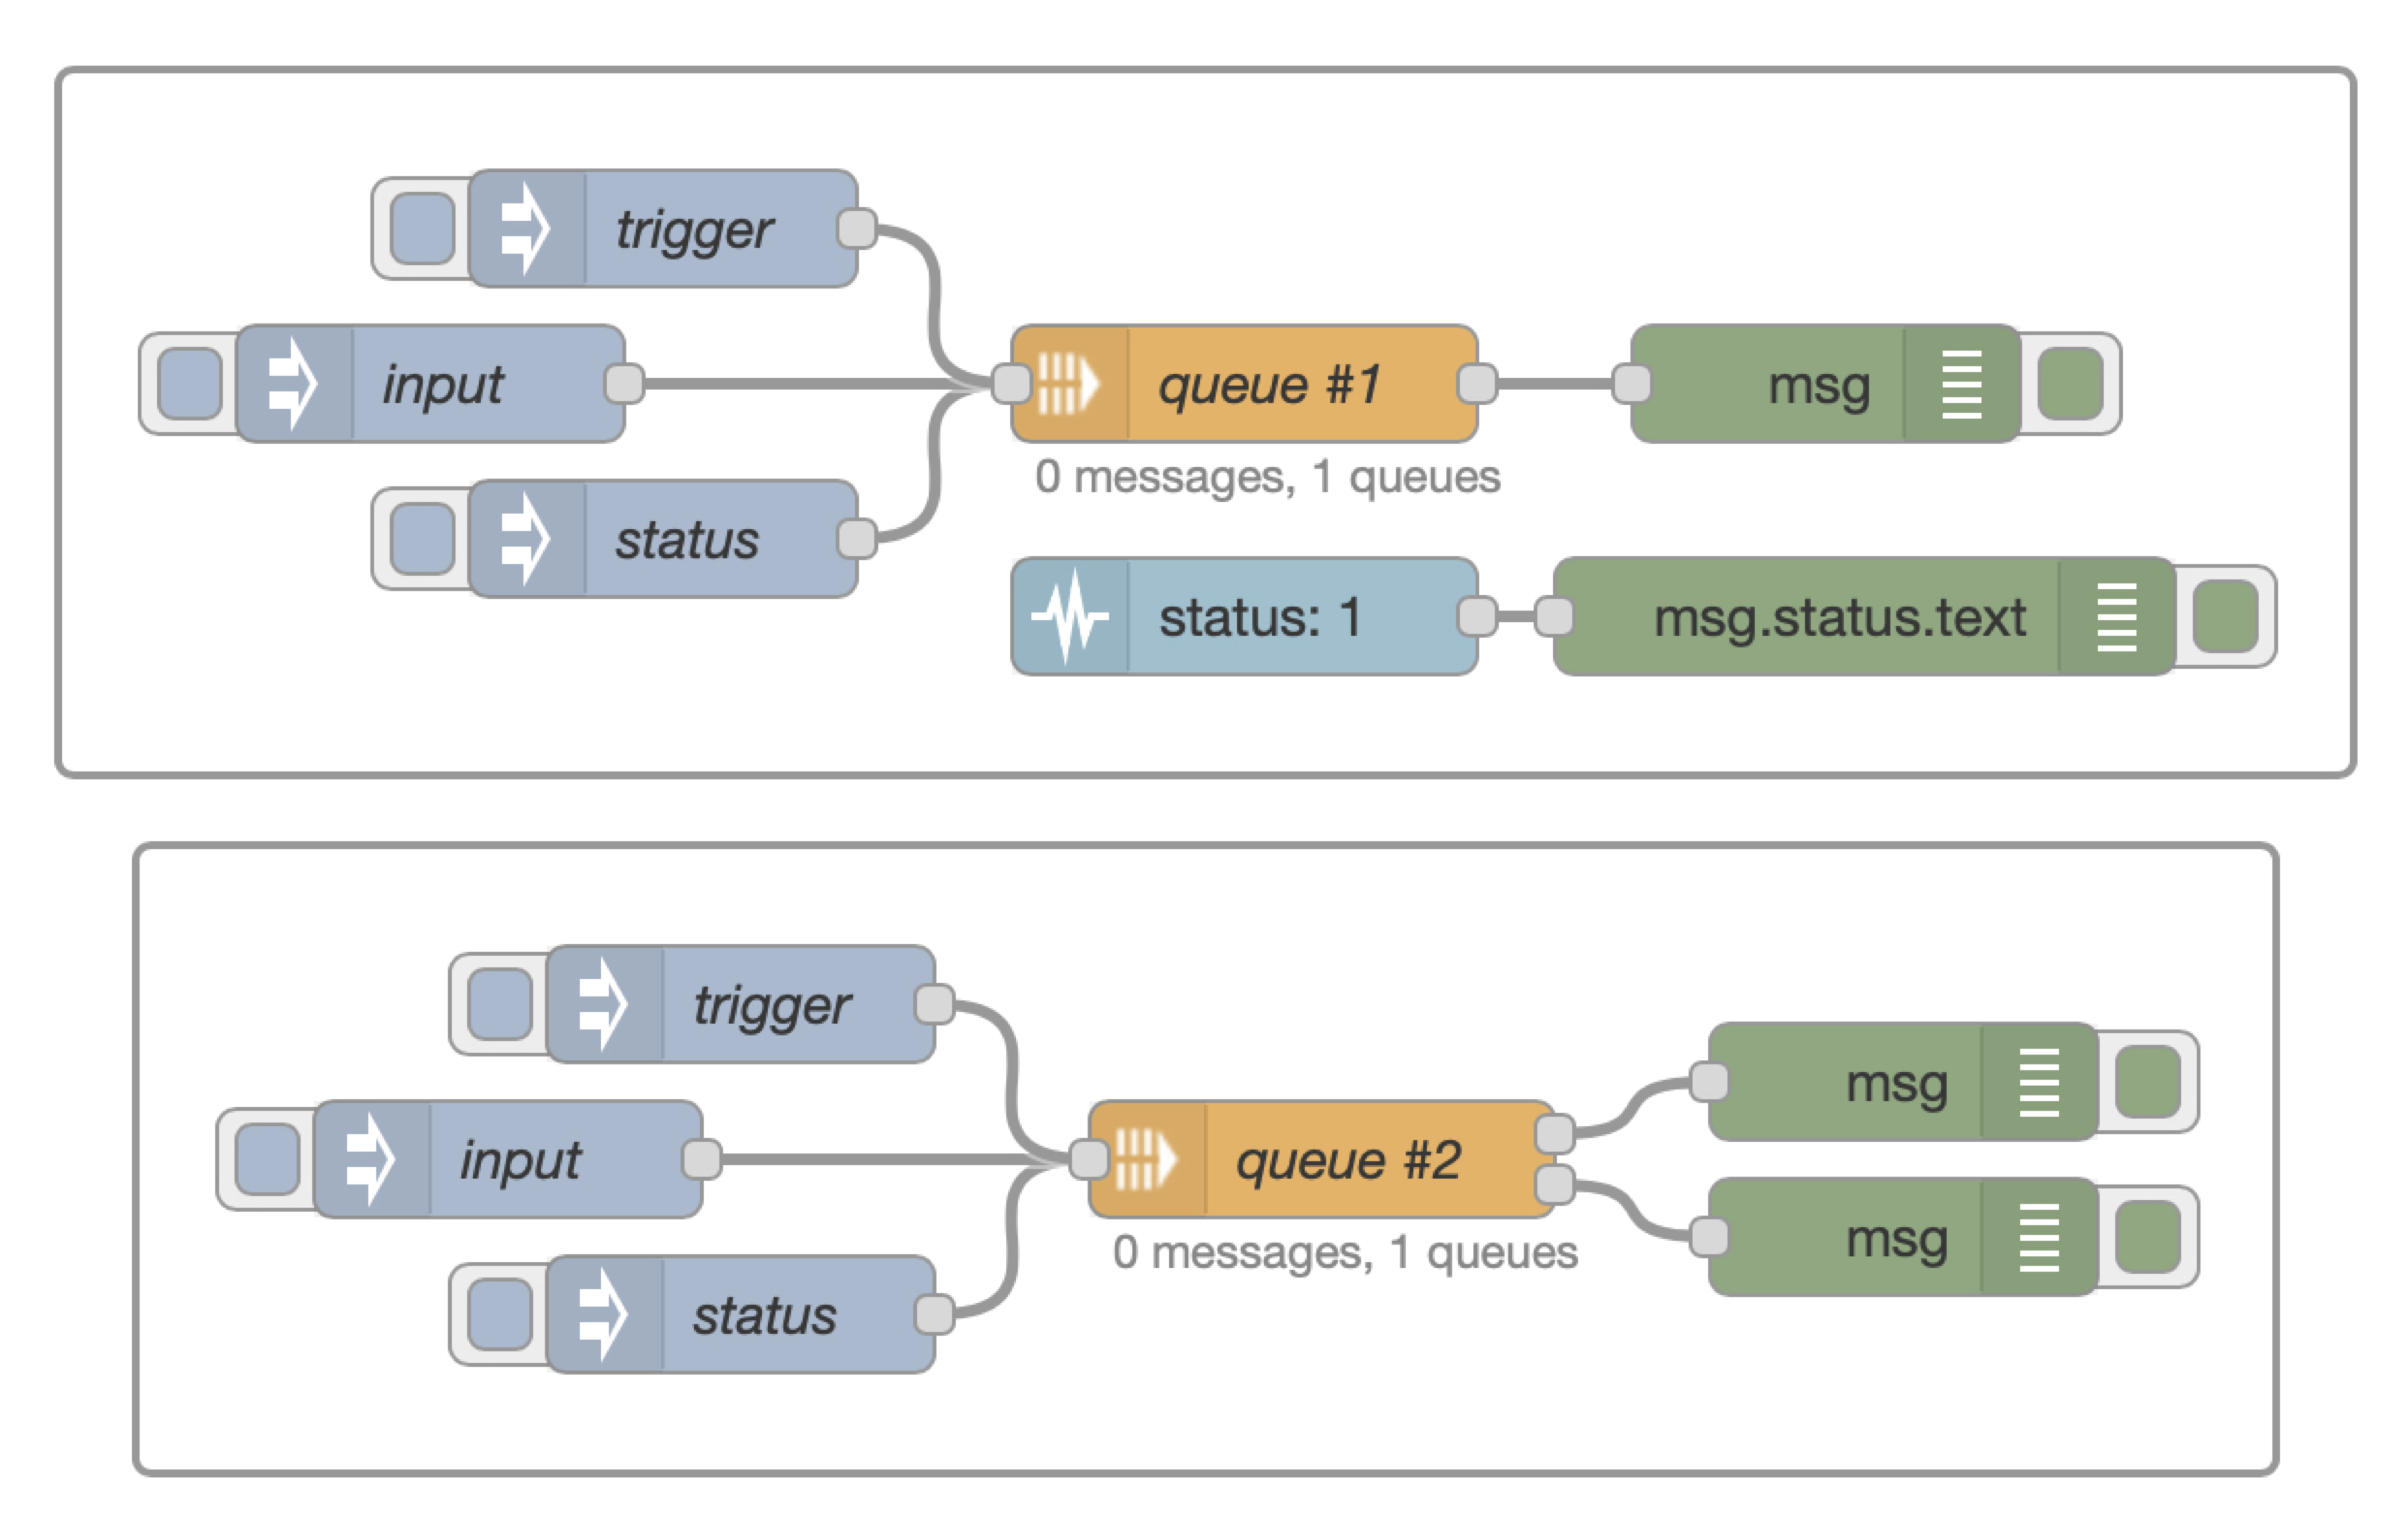 trigger
input
queue #1
msg
0 messages, 1 queues
status
status: 1
msg.status.text
trigger
msg
input
queue #2
msg
0 messages, 1 queues
status